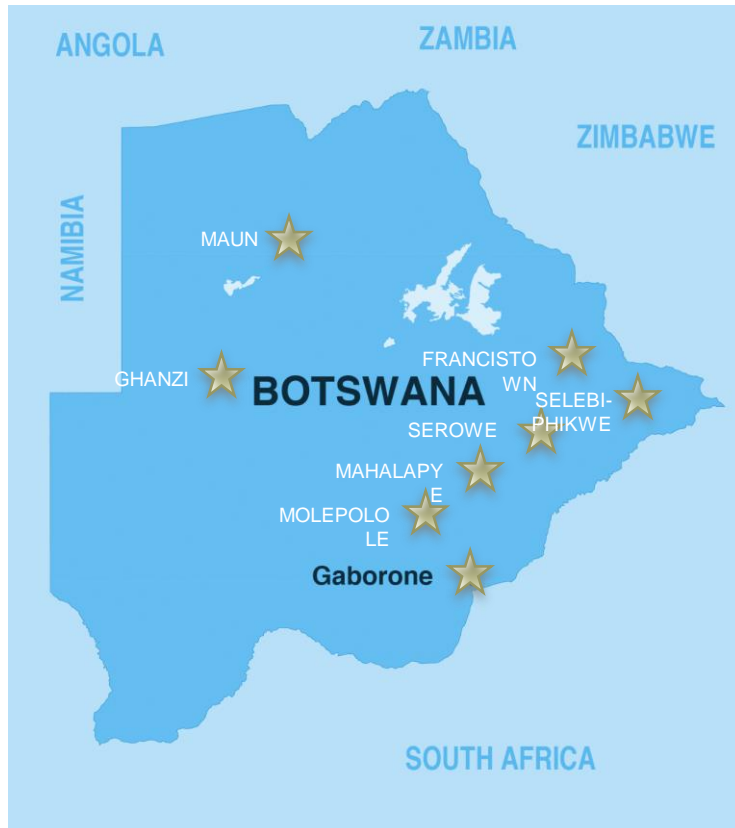 ANGOLA
ZAMBIA
ZIMBABWE
NAMIBIA
MAUN
GHANZI
BOTSWANA
FRANCISTO
WN
SELEBI-
PHIKWE
SEROWE
MAHALAPY
E
MOLEPOLO
LE
Gaborone
SOUTH AFRICA